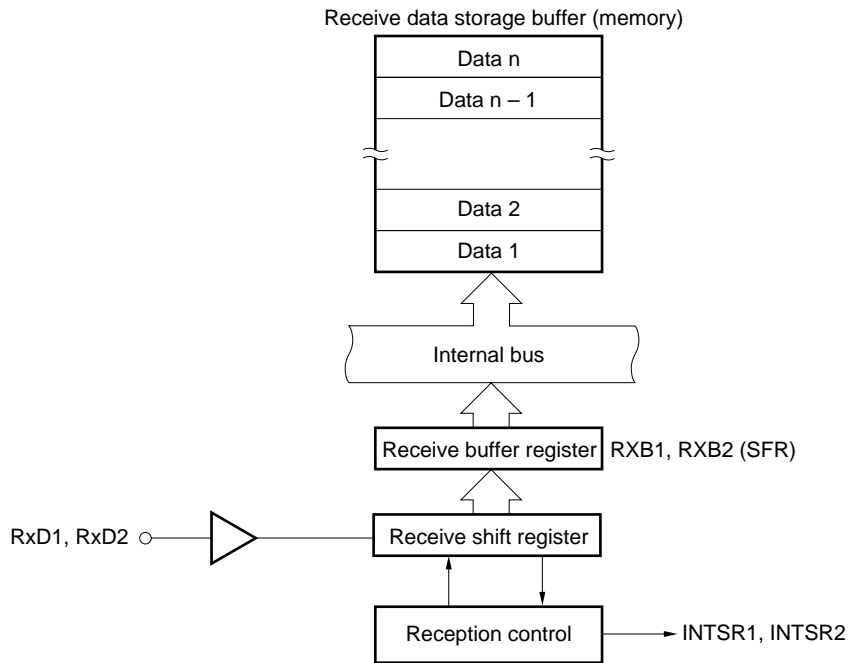 Receive data storage buffer (memory)
Data n
Data n – 1
Data 2
Data 1
Internal bus
Receive buffer register
RXB1, RXB2 (SFR)
RxD1, RxD2
Receive shift register
Reception control
INTSR1, INTSR2